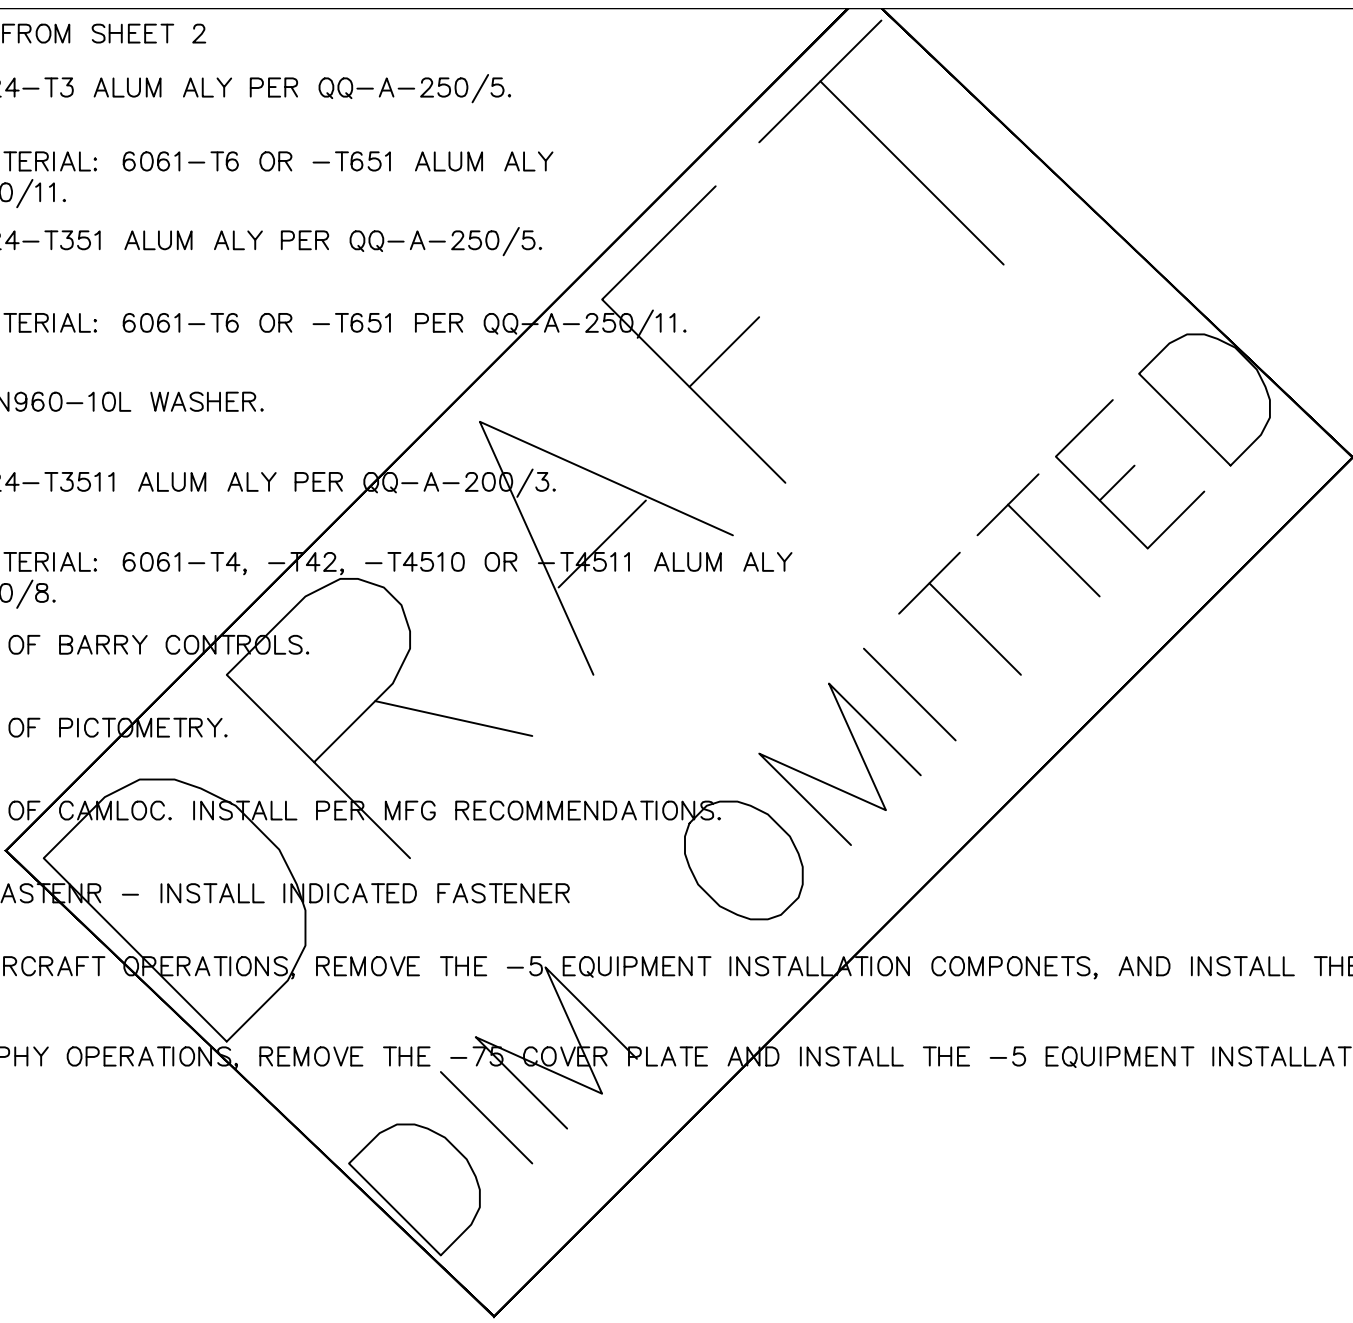 FROM SHEET 2
24-T3 ALUM ALY PER QQ-A-250/5.
TERIAL: 6061-T6 OR -T651 ALUM ALY
0/11.
24-T351 ALUM ALY PER QQ-A-250/5.
TERIAL: 6061-T6 OR -T651 PER QQ-A-250/11.
N960-10L WASHER.
24-T3511 ALUM ALY PER QQ-A-200/3.
TERIAL: 6061-T4, -T42, -T4510 OR -T4511 ALUM ALY
0/8.
OF BARRY CONTROLS.
OF PICTOMETRY.
OF CAMLOC. INSTALL PER MFG RECOMMENDATIONS.
ASTENR - INSTALL INDICATED FASTENER
RCRAFT OPERATIONS, REMOVE THE -5 EQUIPMENT INSTALLATION COMPONETS, AND INSTALL THE
PHY OPERATIONS, REMOVE THE -75 COVER PLATE AND INSTALL THE -5 EQUIPMENT INSTALLAT
DRAFT
DIM OMITTED